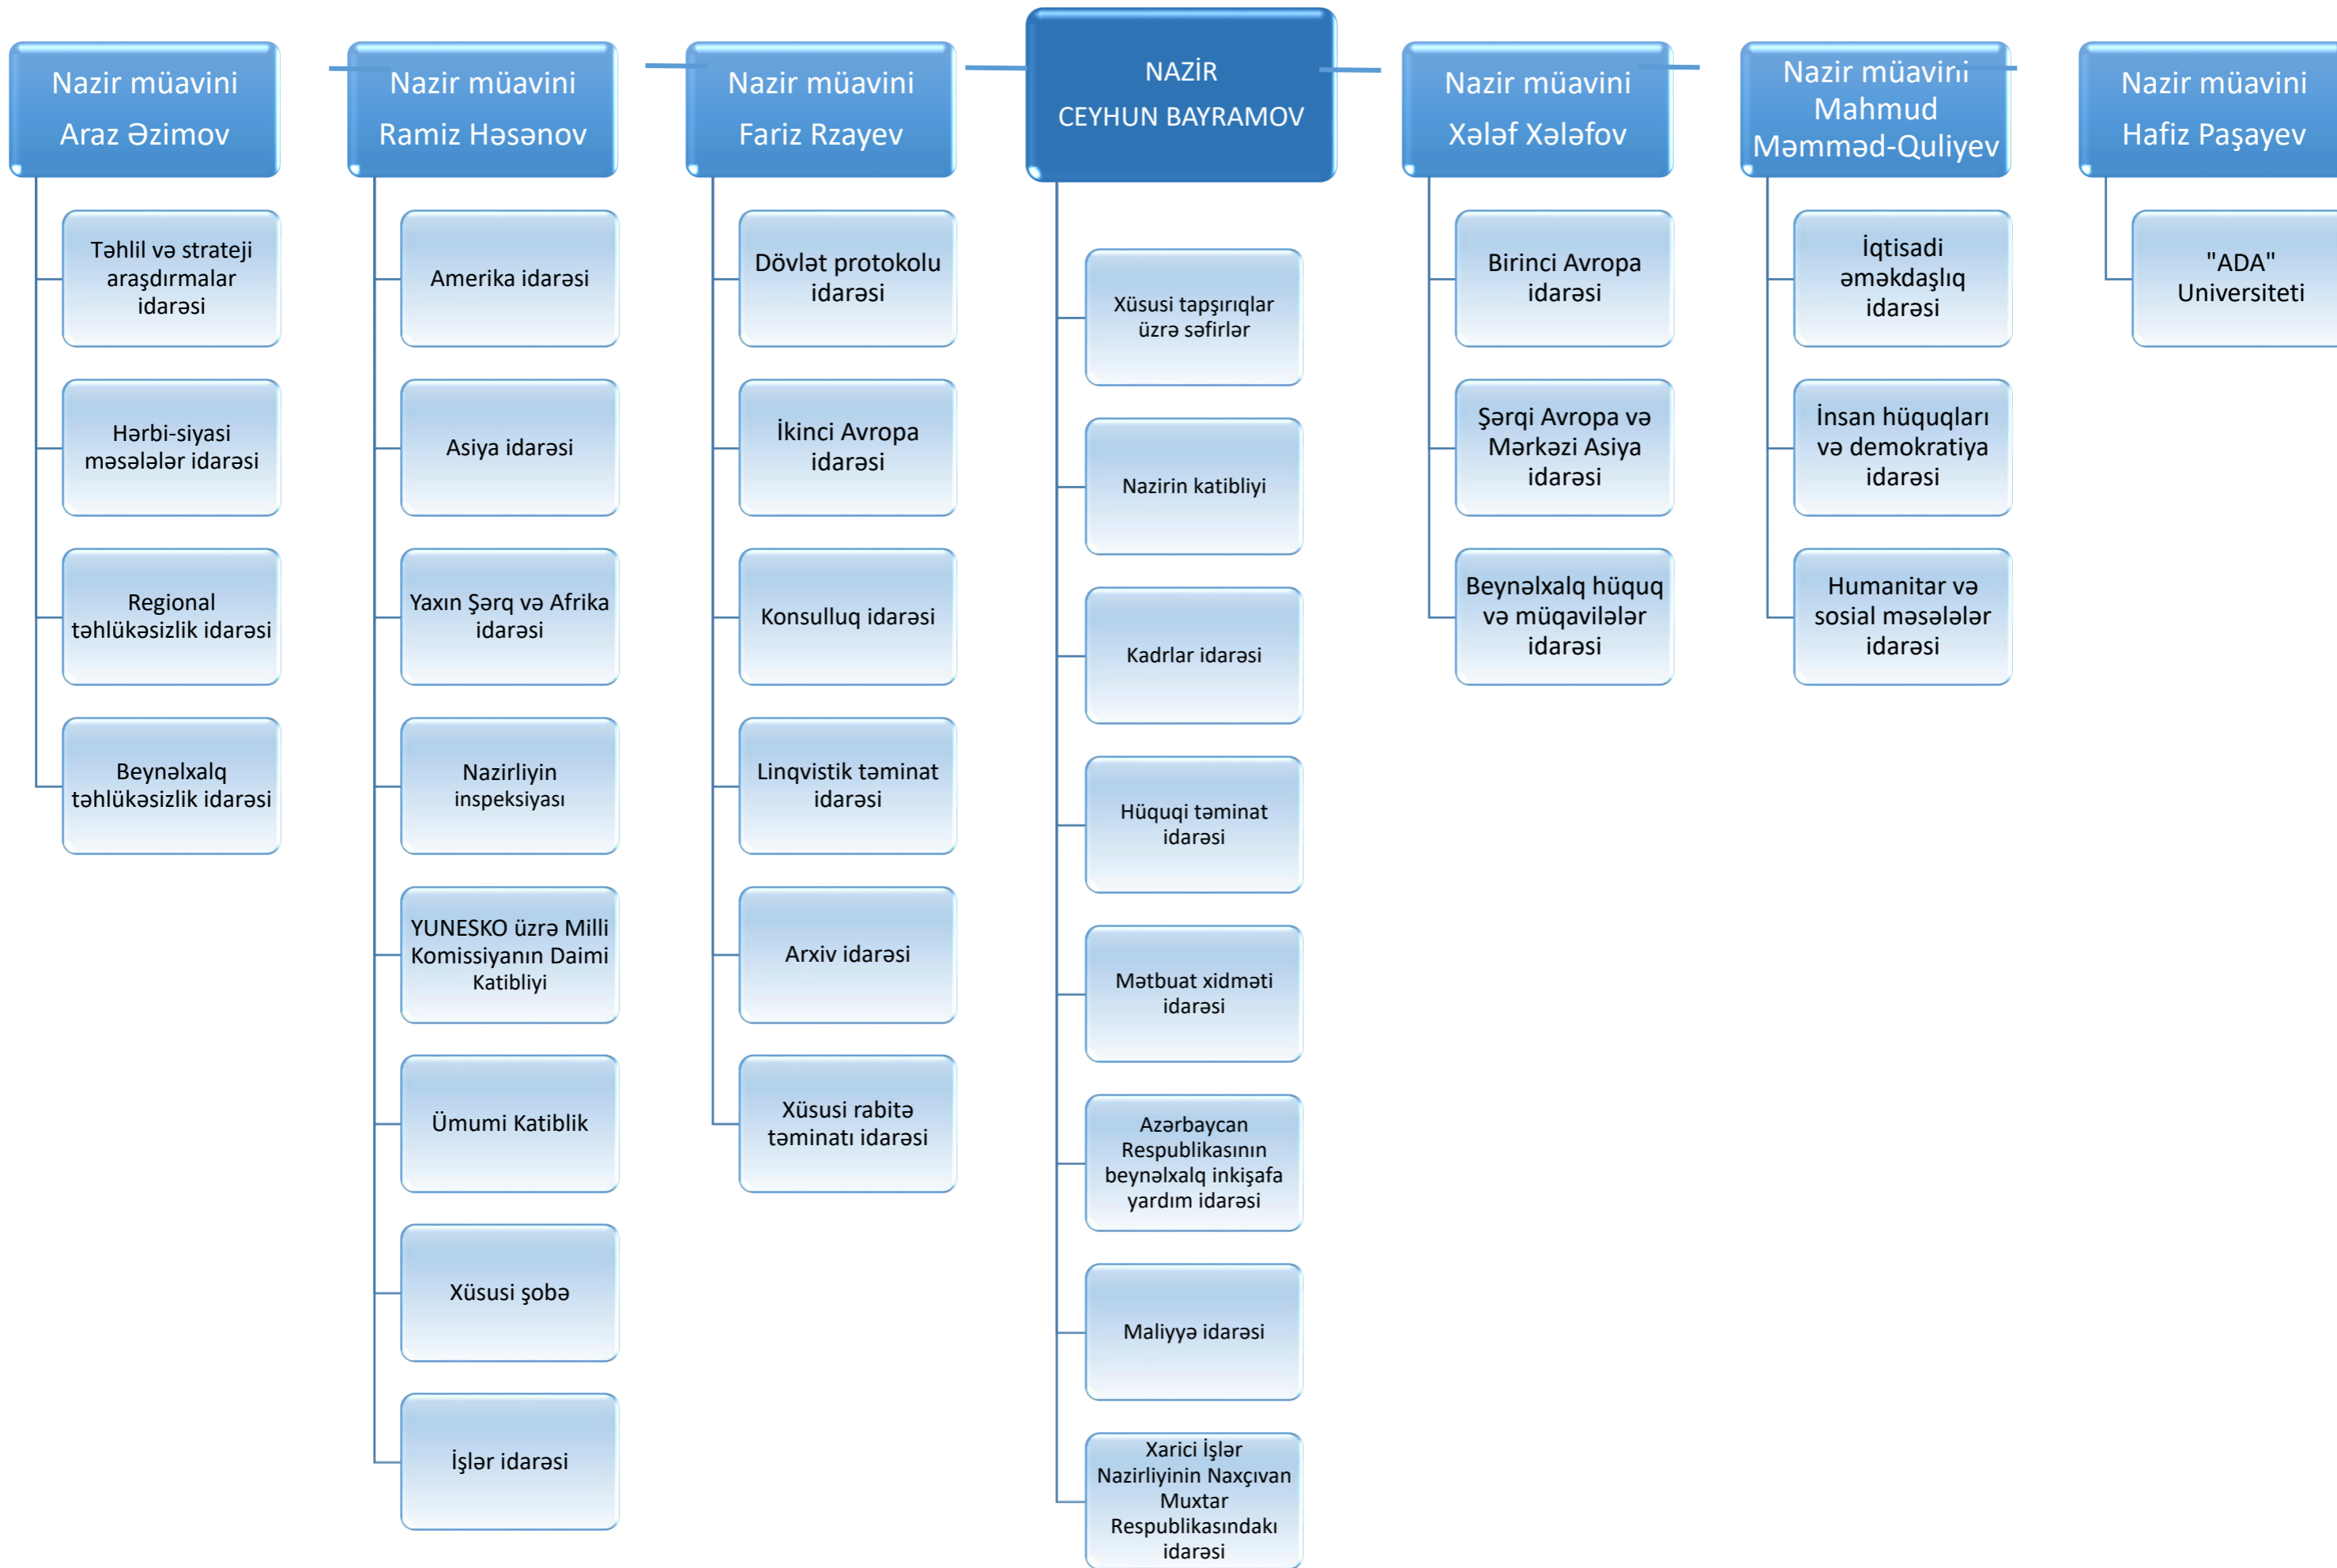 Nazir müavini
Araz Əzimov
Təhlil və strateji
araşdırmalar
idarəsi
Hərbi-siyasi
məsələlər idarəsi
Regional
təhlükəsizlik idarəsi
Beynəlxalq
təhlükəsizlik idarəsi
Nazir müavini
Ramiz Həsənov
Amerika idarəsi
Asiya idarəsi
Yaxın Şərq və Afrika
idarəsi
Nazirliyin
inspeksiyası
YUNESKO üzrə Milli
Komissiyanın Daimi
Katibliyi
Ümumi Katiblik
Xüsusi şobə
İşlər idarəsi
Nazir müavini
Fariz Rzayev
Dövlət protokolu
idarəsi
İkinci Avropa
idarəsi
Konsulluq idarəsi
Linqvistik təminat
idarəsi
Arxiv idarəsi
Xüsusi rabitə
təminatı idarəsi
NAZİR
CEYHUN BAYRAMOV
Xüsusi tapşırıqlar
üzrə səfirlər
Nazirin katibliyi
Kadrlar idarəsi
Hüquqi təminat
idarəsi
Mətbuat xidməti
idarəsi
Azərbaycan
Respublikasının
beynəlxalq inkişafa
yardım idarəsi
Maliyyə idarəsi
Xarici İşlər
Nazirliyinin Naxçıvan
Muxtar
Respublikasındakı
idarəsi
Nazir müavini
Xələf Xələfov
Birinci Avropa
idarəsi
Şərqi Avropa və
Mərkəzi Asiya
idarəsi
Beynəlxalq hüquq
və müqavilələr
idarəsi
Nazir müavini
Mahmud
Məmməd-Quliyev
İqtisadi
əməkdaşlıq
idarəsi
İnsan hüquqları
və demokratiya
idarəsi
Humanitar və
sosial məsələlər
idarəsi
Nazir müavini
Hafiz Paşayev
"ADA"
Universiteti